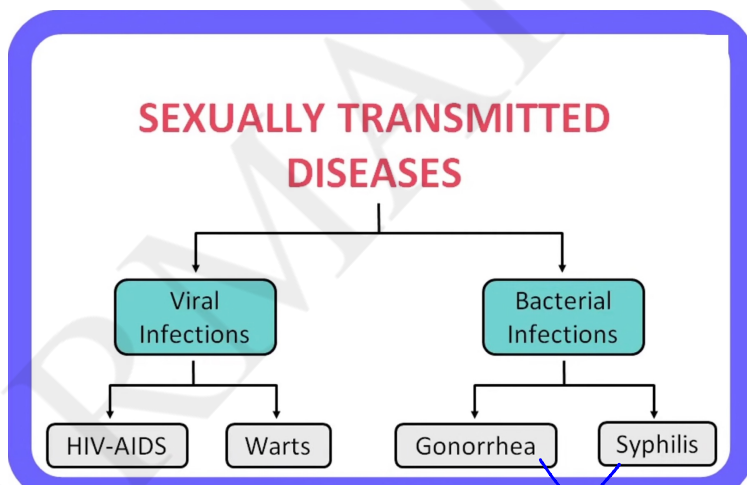 SEXUALLY TRANSMITTED
DISEASES
Viral
Infections
Bacterial
Infections
HIV-AIDS
Warts
Gonorrhea
Syphilis